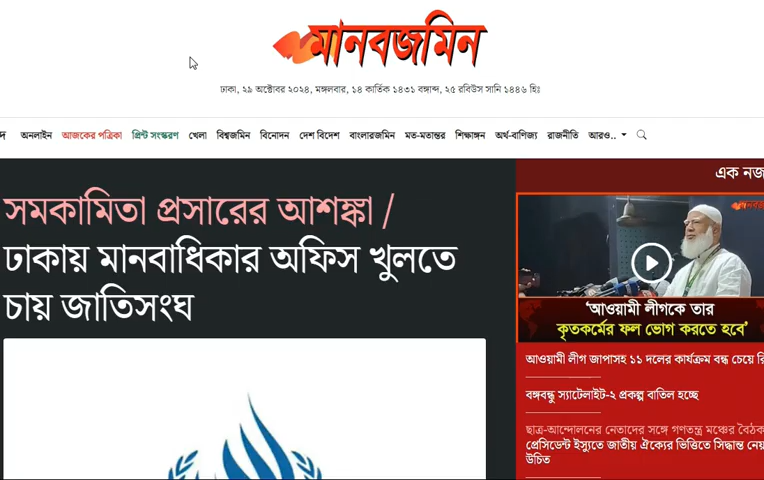 মানবজমিন
ঢাকা, ২৯ অক্টোবর ২০২৪, মঙ্গলবার, ১৪ কার্তিক ১৪৩১ বঙ্গাব্দ, ২৫ রবিউস সানি ১৪৪৬ হিঃ
অনলাইন আজকের পত্রিকা প্রিন্ট সংস্করণ খেলা বিশ্বজমিন বিনোদন দেশ বিদেশ বাংলারজমিন মত-মতান্তর শিক্ষাঙ্গন অর্থ-বাণিজ্য রাজনীতি আরও..
এক
সমকামিতা প্রসারের আশঙ্কা /
ঢাকায় মানবাধিকার অফিস খুলতে
চায় জাতিসংঘ
‘আওয়ামী লীগকে তার
কৃতকর্মের ফল ভোগ করতে হবে’
আওয়ামী লীগ জাপাসহ ১১ দলের কার্যক্রম বন্ধ চেয়ে
বঙ্গবন্ধু স্যাটেলাইট-২ প্রকল্প বাতিল হচ্ছে
ছাত্র-আন্দোলনের নেতাদের সঙ্গে গণতন্ত্র মঞ্চের বৈঠক
প্রেসিডেন্ট ইস্যুতে জাতীয় ঐক্যের ভিত্তিতে সিদ্ধান্ত
উচিত